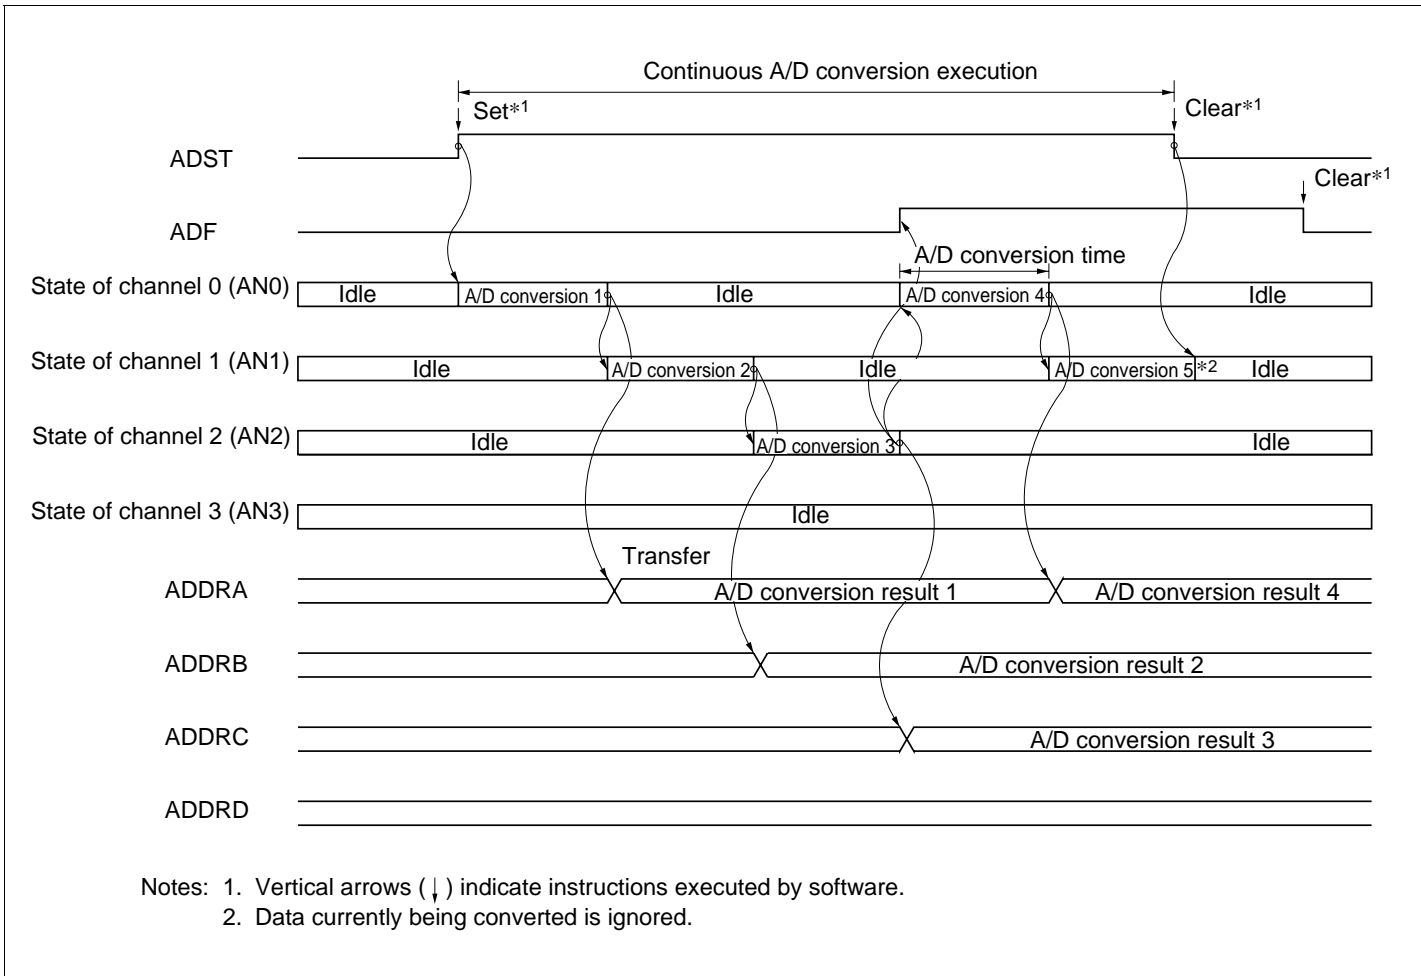 Continuous A/D conversion execution
Set*1
Clear*1
ADST
Clear*1
ADF
A/D conversion time
State of channel 0 (AN0)
Idle
A/D conversion 1
Idle
A/D conversion 4
Idle
State of channel 1 (AN1)
Idle
A/D conversion 2
Idle
A/D conversion 5
*2
Idle
State of channel 2 (AN2)
Idle
A/D conversion 3
Idle
State of channel 3 (AN3)
Idle
Transfer
ADDRA
A/D conversion result 1
A/D conversion result 4
ADDRB
A/D conversion result 2
ADDRC
A/D conversion result 3
ADDRD
Notes: 1. Vertical arrows (↓) indicate instructions executed by software.
2. Data currently being converted is ignored.